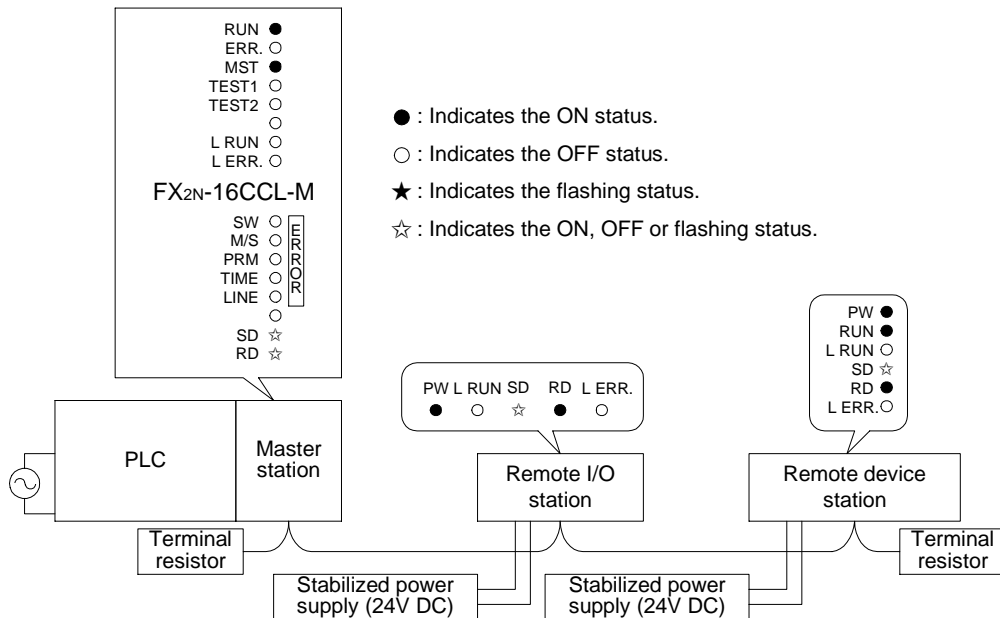 RUN ●
ERR. ○
MST ●
TEST1 ○
TEST2 ○
○
L RUN ○
L ERR. ○
FX2N-16CCL-M
SW ○
M/S ○
PRM ○
TIME ○
LINE ○
○
SD ☆
RD ☆
ERROR
● : Indicates the ON status.
○ : Indicates the OFF status.
★ : Indicates the flashing status.
☆ : Indicates the ON, OFF or flashing status.
PW L RUN SD RD L ERR.
● ○ ☆ ● ○
PW ●
RUN ●
L RUN ○
SD ☆
RD ●
L ERR. ○
PLC
Master
station
Remote I/O
station
Remote device
station
Terminal
resistor
Terminal
resistor
Stabilized power
supply (24V DC)
Stabilized power
supply (24V DC)